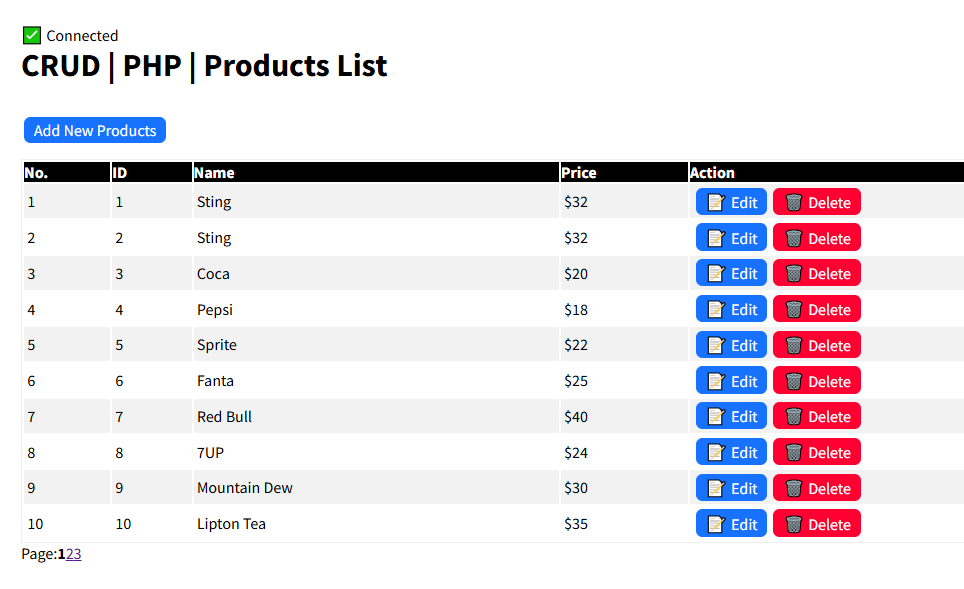 ✅ Connected
CRUD | PHP | Products List
Add New Products
No. ID Name Price Action
1 1 Sting $32 📝 Edit 🗑️ Delete
2 2 Sting $32 📝 Edit 🗑️ Delete
3 3 Coca $20 📝 Edit 🗑️ Delete
4 4 Pepsi $18 📝 Edit 🗑️ Delete
5 5 Sprite $22 📝 Edit 🗑️ Delete
6 6 Fanta $25 📝 Edit 🗑️ Delete
7 7 Red Bull $40 📝 Edit 🗑️ Delete
8 8 7UP $24 📝 Edit 🗑️ Delete
9 9 Mountain Dew $30 📝 Edit 🗑️ Delete
10 10 Lipton Tea $35 📝 Edit 🗑️ Delete
Page:123